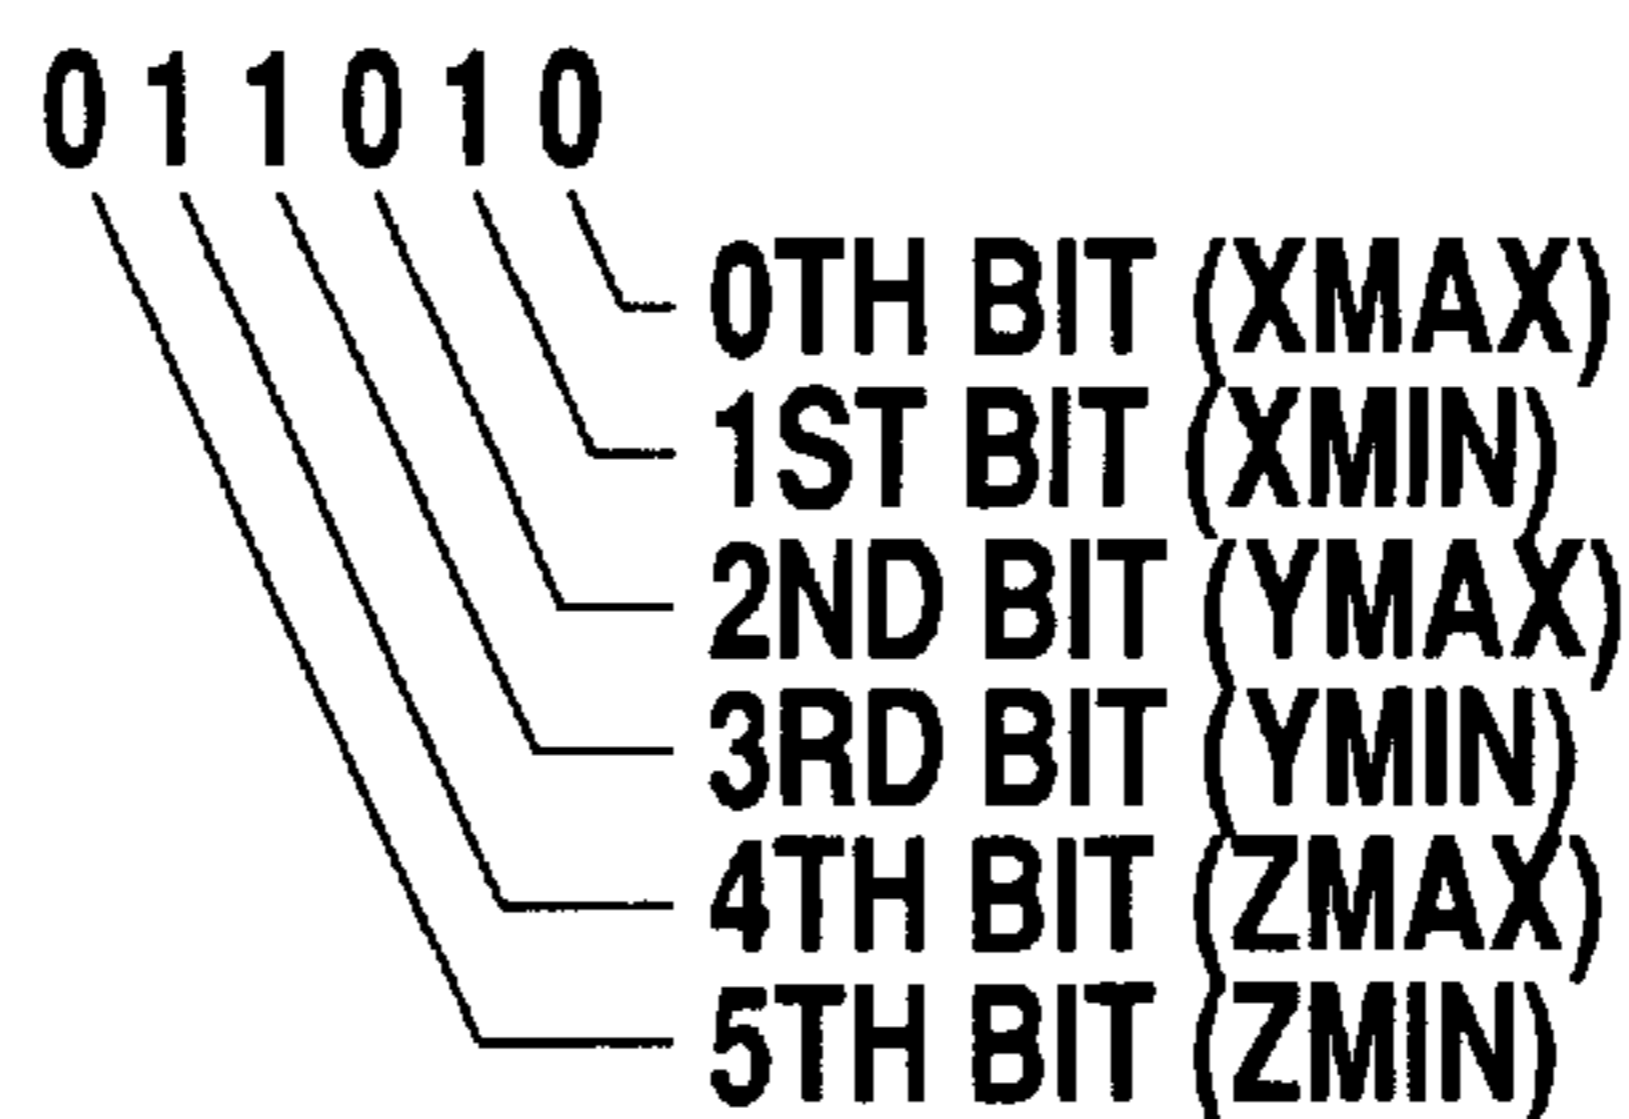 0 1 1 0 1 0
0TH BIT (XMAX)
1ST BIT (XMIN)
2ND BIT (YMAX)
3RD BIT (YMIN)
4TH BIT (ZMAX)
5TH BIT (ZMIN)